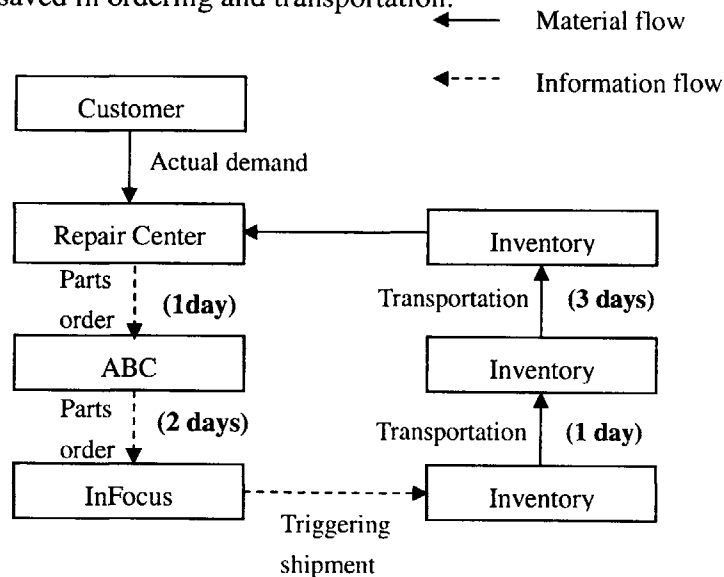 saved in ordering and transportation.
Material flow
Information flow
Customer
Actual demand
Repair Center
Inventory
Parts
order
(1day)
Transportation
(3 days)
ABC
Inventory
Parts
order
(2 days)
Transportation
(1 day)
InFocus
Inventory
Triggering
shipment